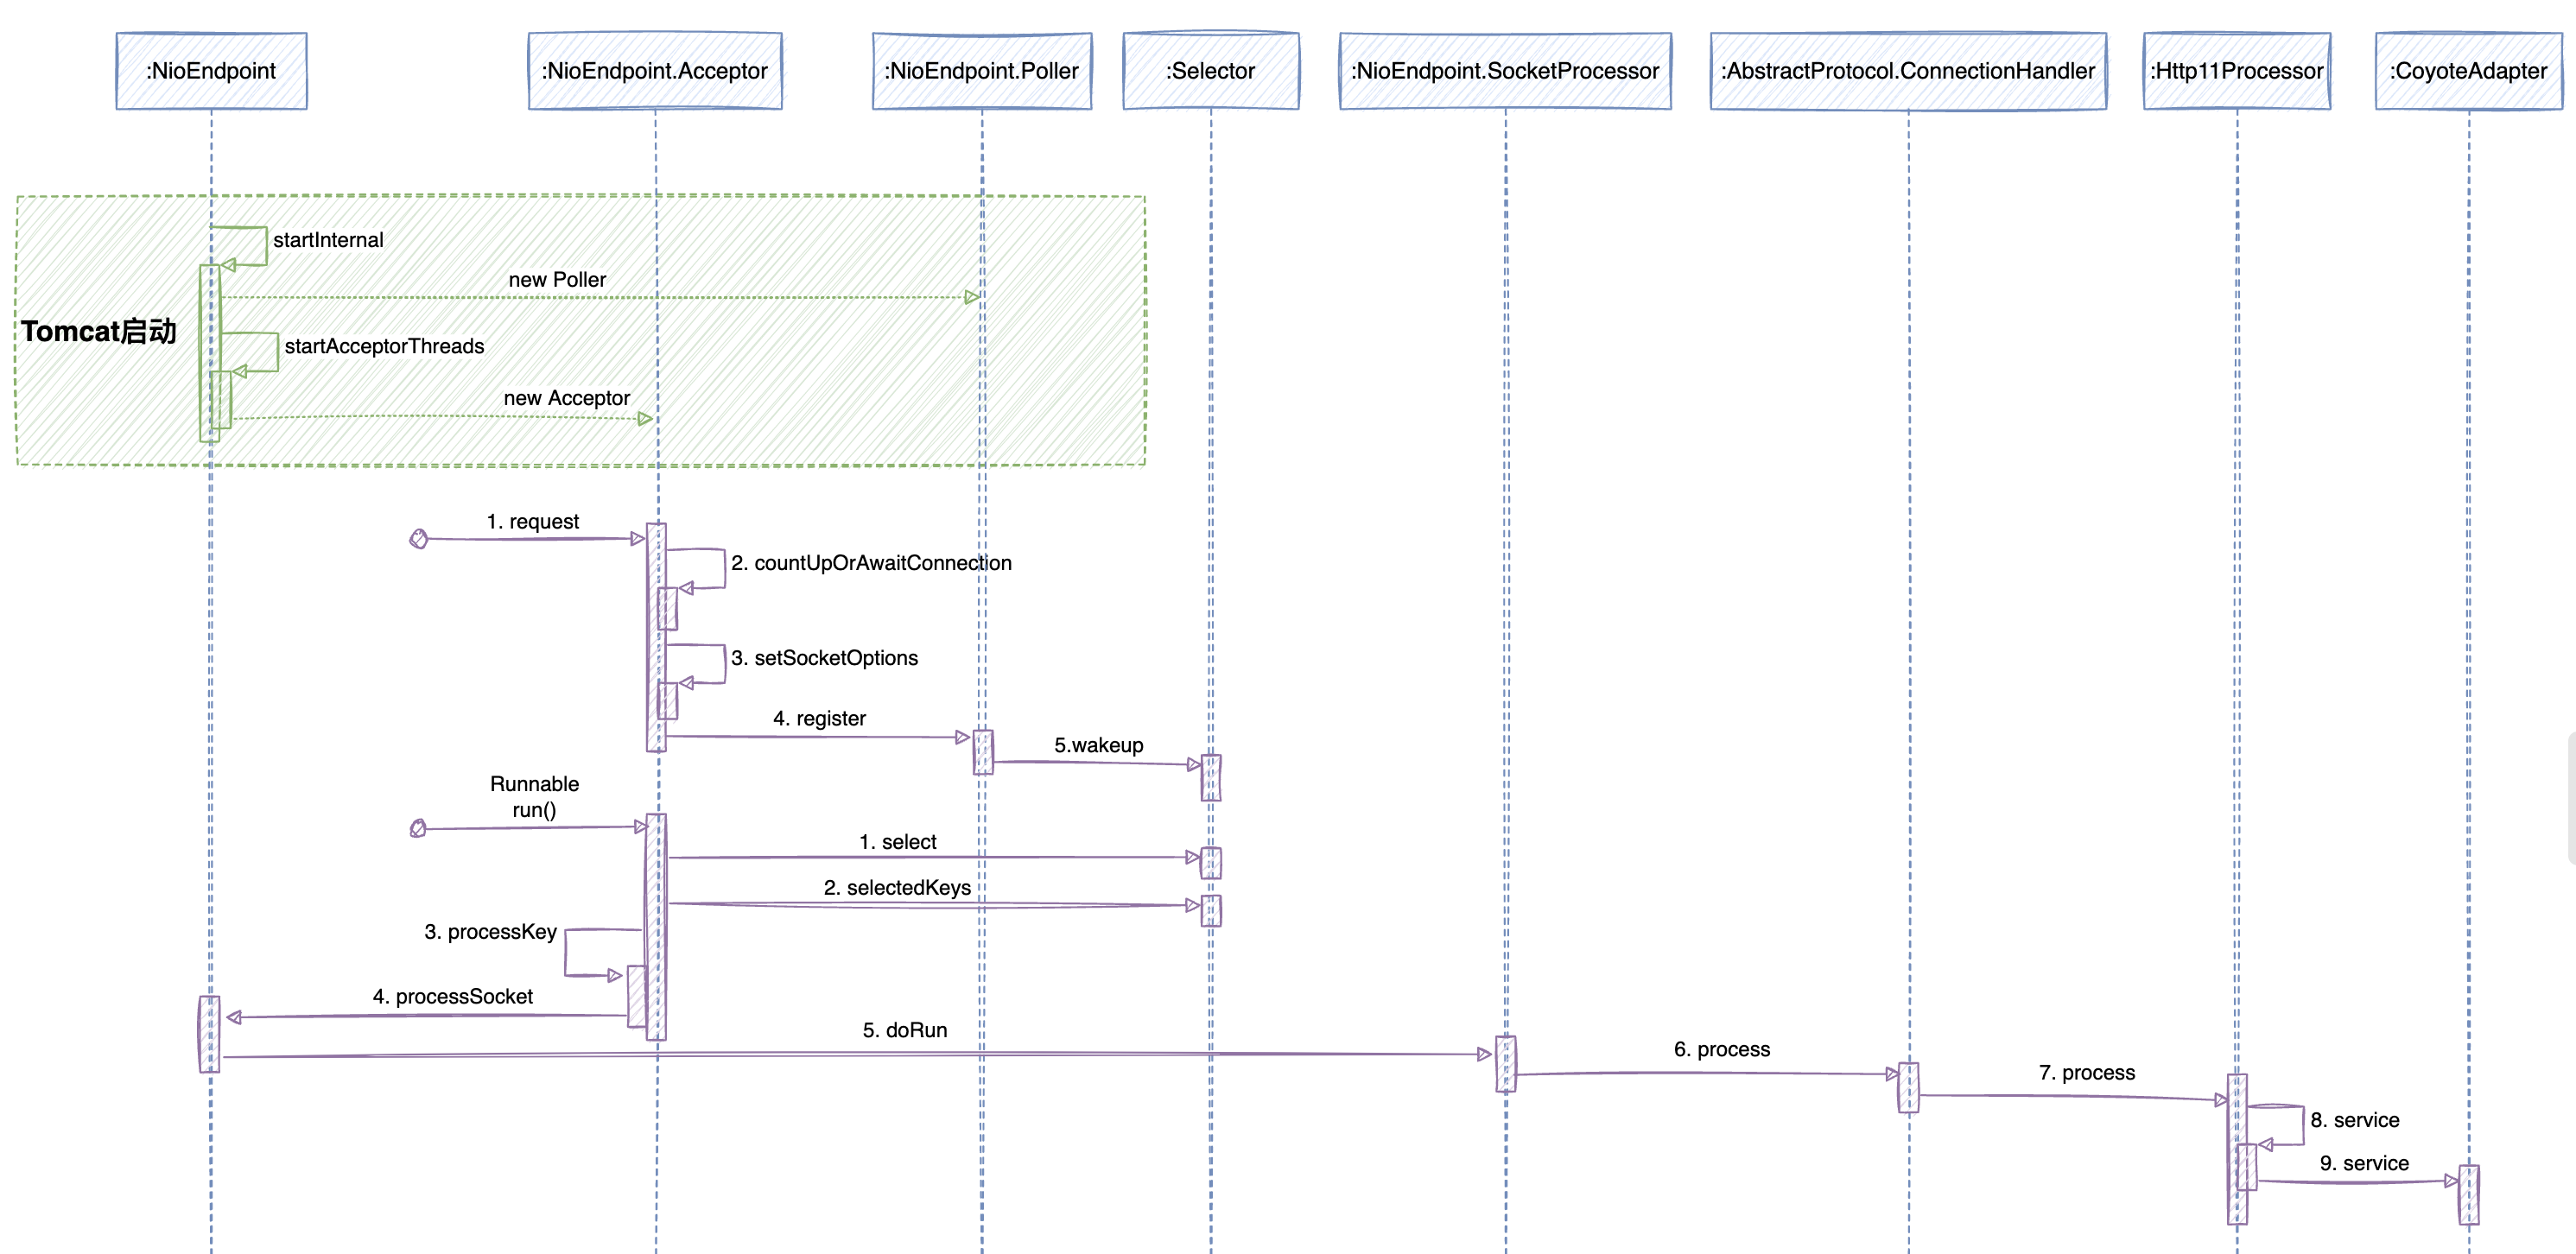 :NioEndpoint
:NioEndpoint.Acceptor
:NioEndpoint.Poller
:Selector
:NioEndpoint.SocketProcessor
:AbstractProtocol.ConnectionHandler
:Http11Processor
:CoyoteAdapter
startInternal
new Poller
Tomcat启动
startAcceptorThreads
new Acceptor
1. request
2. countUpOrAwaitConnection
3. setSocketOptions
4. register
5.wakeup
Runnable
run()
1. select
2. selectedKeys
3. processKey
4. processSocket
5. doRun
6. process
7. process
8. service
9. service